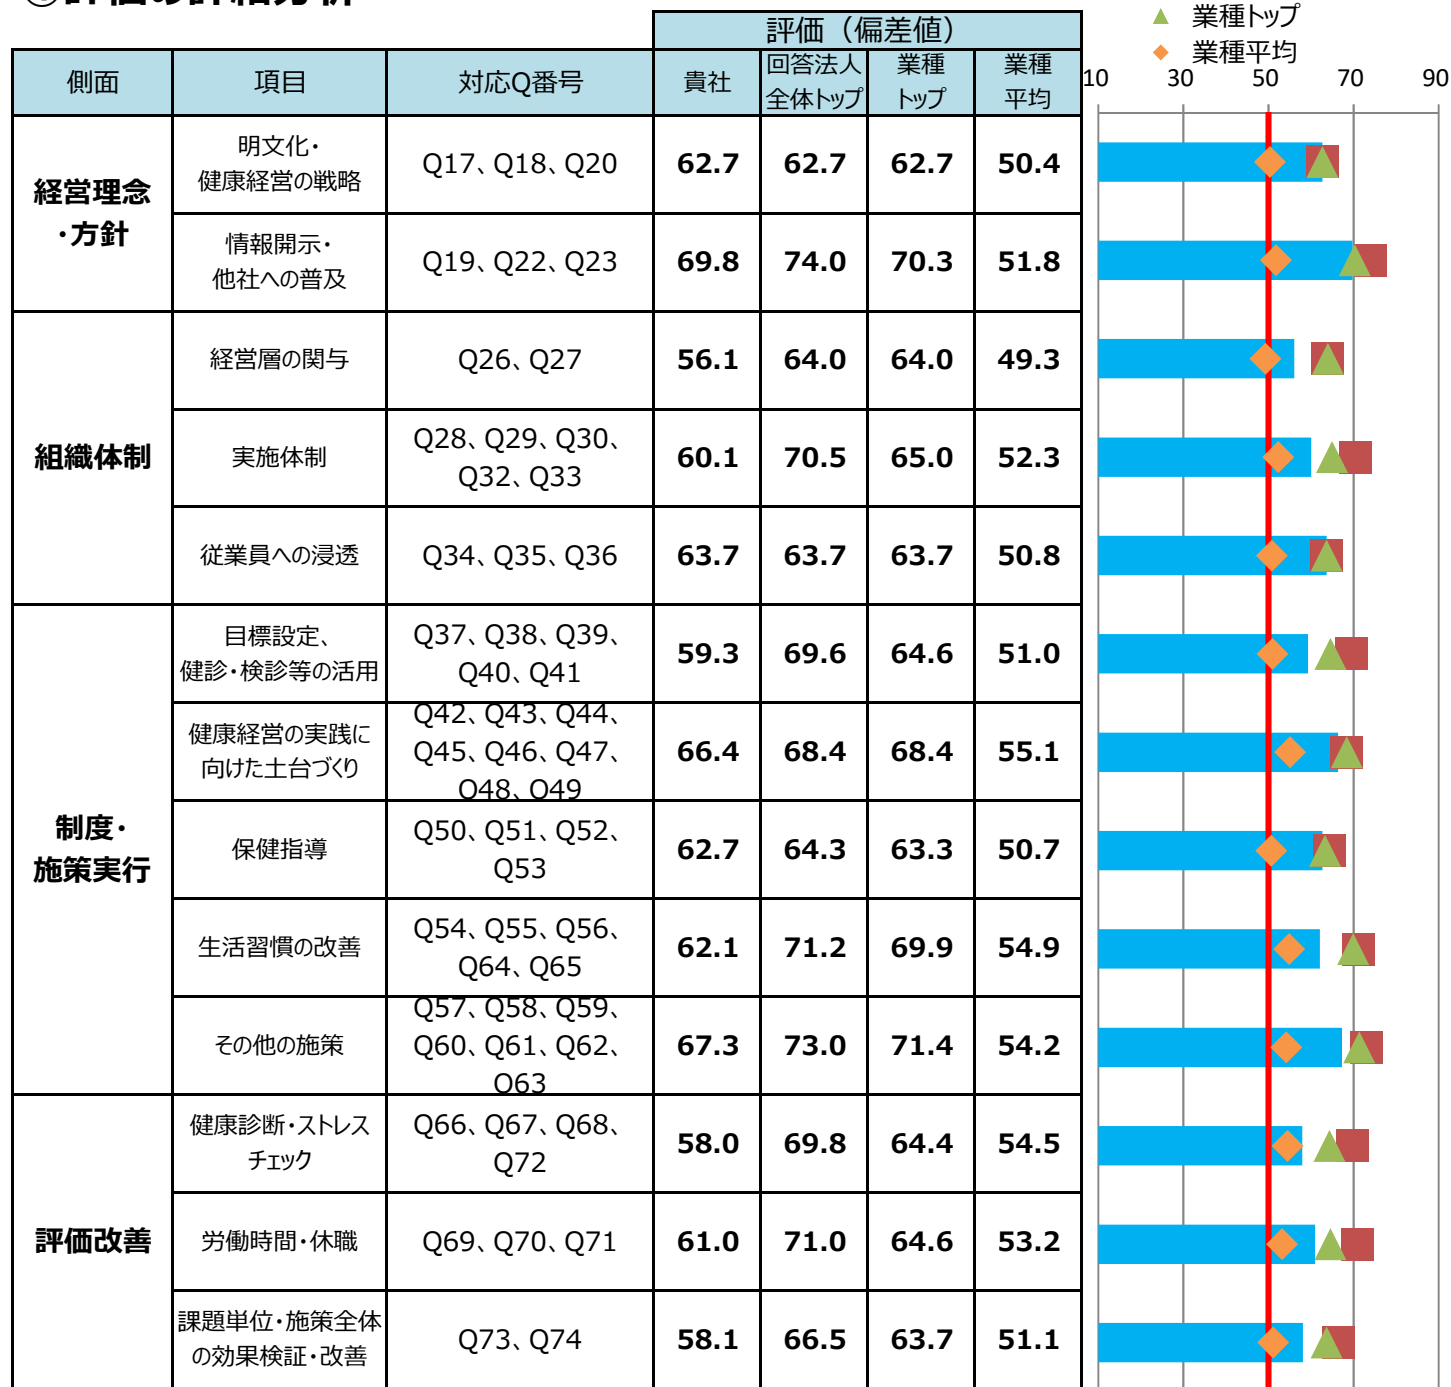 ②評価の詳細分析
評価（偏差値）
▲ 業種トップ
◆ 業種平均
側面 項目 対応Q番号 貴社 回答法人 業種 業種
全体トップ トップ 平均
10 30 50 70 90
経営理念
・方針
明文化・
健康経営の戦略
Q17、Q18、Q20
62.7 62.7 62.7 50.4
情報開示・
他社への普及
Q19、Q22、Q23
69.8 74.0 70.3 51.8
組織体制
経営層の関与
Q26、Q27
56.1 64.0 64.0 49.3
実施体制
Q28、Q29、Q30、
Q32、Q33
60.1 70.5 65.0 52.3
従業員への浸透
Q34、Q35、Q36
63.7 63.7 63.7 50.8
制度・
施策実行
目標設定、
健診・検診等の活用
Q37、Q38、Q39、
Q40、Q41
59.3 69.6 64.6 51.0
健康経営の実践に
向けた土台づくり
Q42、Q43、Q44、
Q45、Q46、Q47、
Q48、Q49
66.4 68.4 68.4 55.1
保健指導
Q50、Q51、Q52、
Q53
62.7 64.3 63.3 50.7
生活習慣の改善
Q54、Q55、Q56、
Q64、Q65
62.1 71.2 69.9 54.9
その他の施策
Q57、Q58、Q59、
Q60、Q61、Q62、
Q63
67.3 73.0 71.4 54.2
評価改善
健康診断・ストレス
チェック
Q66、Q67、Q68、
Q72
58.0 69.8 64.4 54.5
労働時間・休職
Q69、Q70、Q71
61.0 71.0 64.6 53.2
課題単位・施策全体
の効果検証・改善
Q73、Q74
58.1 66.5 63.7 51.1